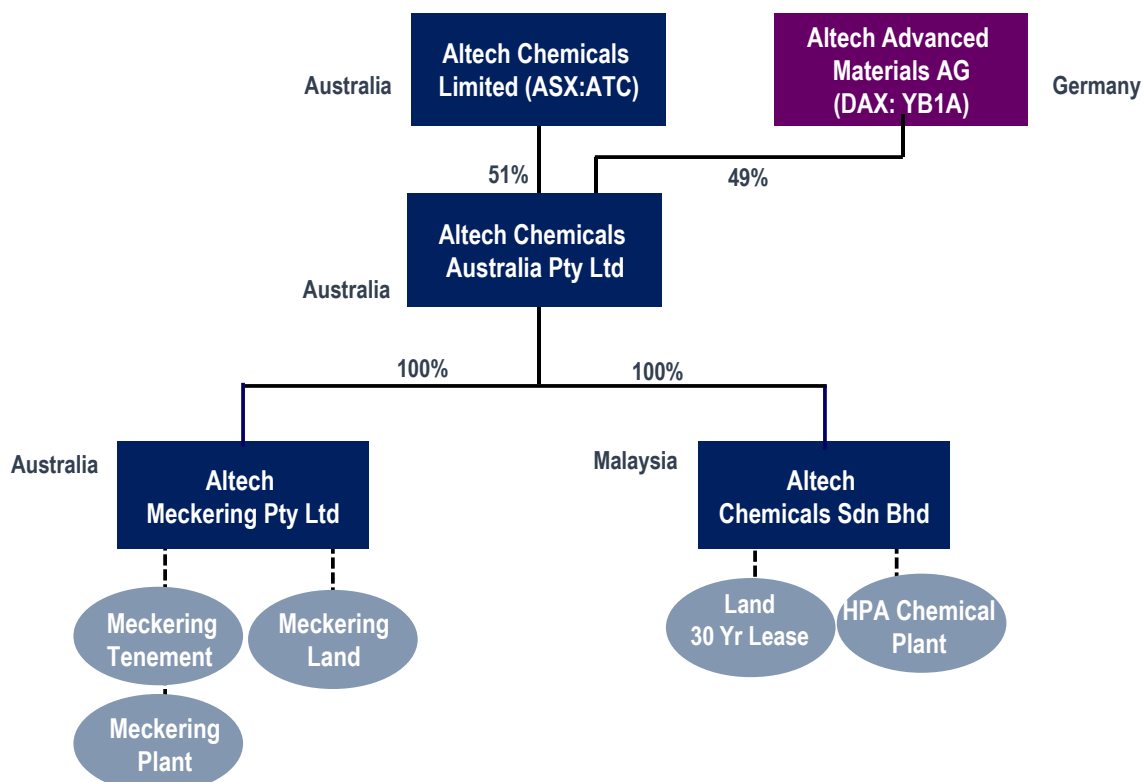 Altech Chemicals
Limited (ASX:ATC)
Altech Advanced
Materials AG
(DAX: YB1A)
Australia
Germany
51%
49%
Altech Chemicals
Australia Pty Ltd
Australia
100%
100%
Australia
Altech
Meckering Pty Ltd
Malaysia
Altech
Chemicals Sdn Bhd
Meckering
Tenement
Meckering
Land
Land
30 Yr Lease
HPA Chemical
Plant
Meckering
Plant